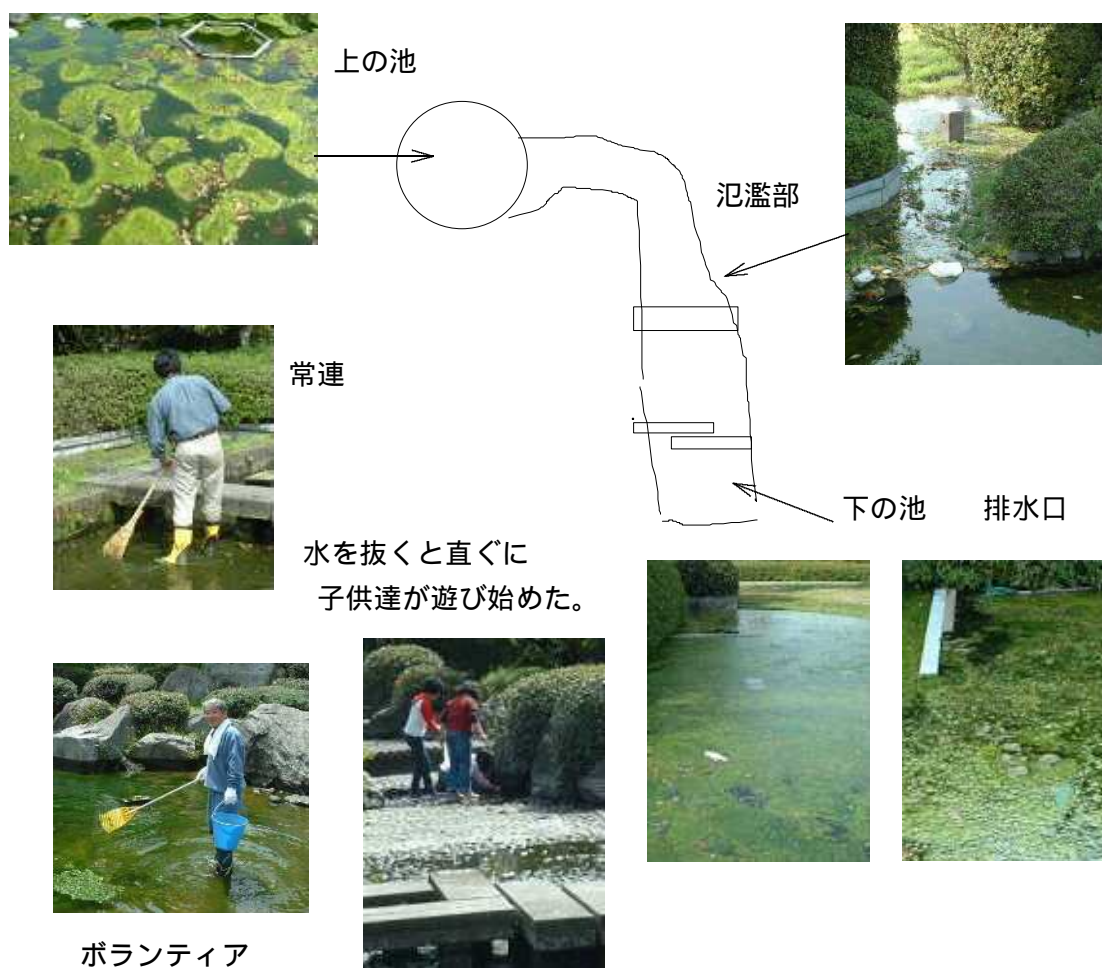 上の池
氾濫部
常連
下の池 排水口
水を抜くと直ぐに
子供達が遊び始めた。
ボランティア